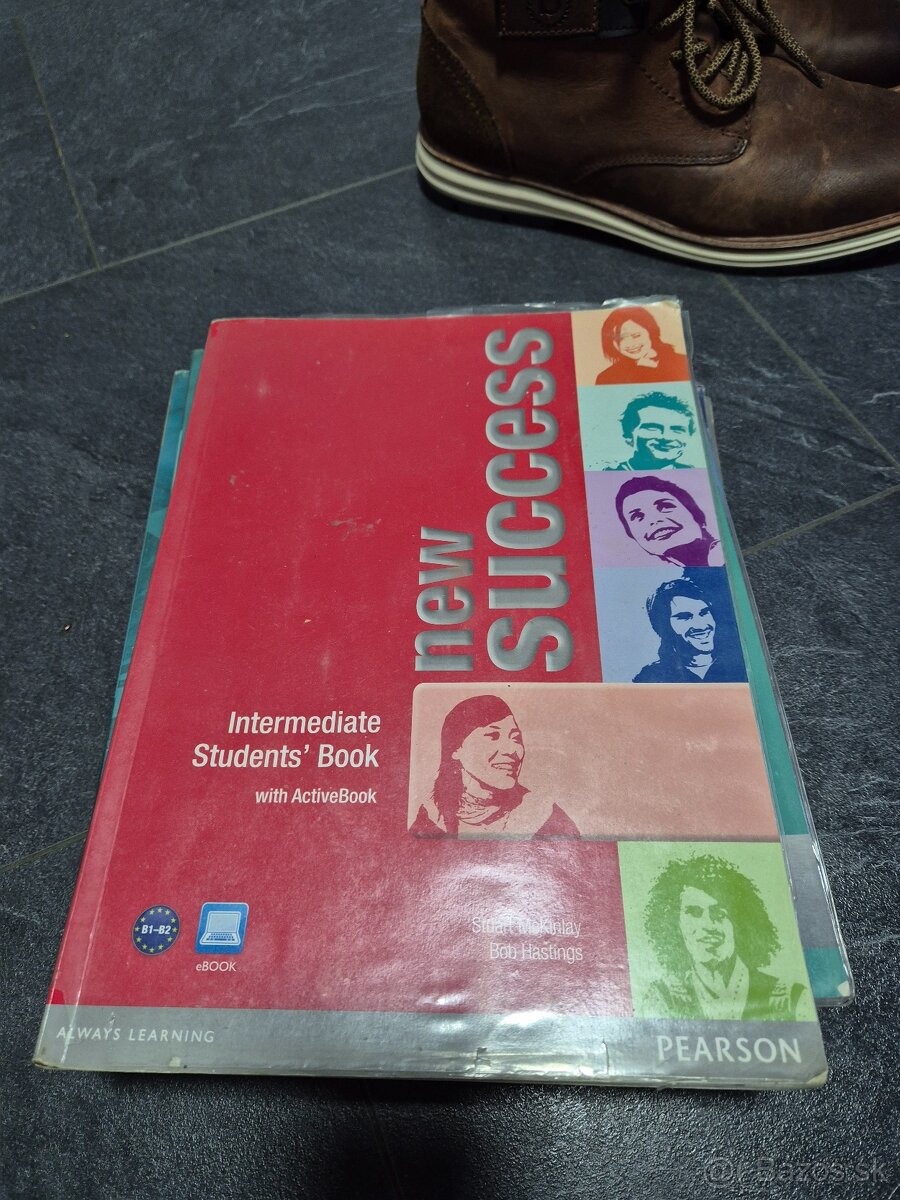 new
success
Intermediate
Students' Book
with ActiveBook
B1–B2
eBOOK
Stuart McKinlay
Bob Hastings
ALWAYS LEARNING
PEARSON
Bazos.sk